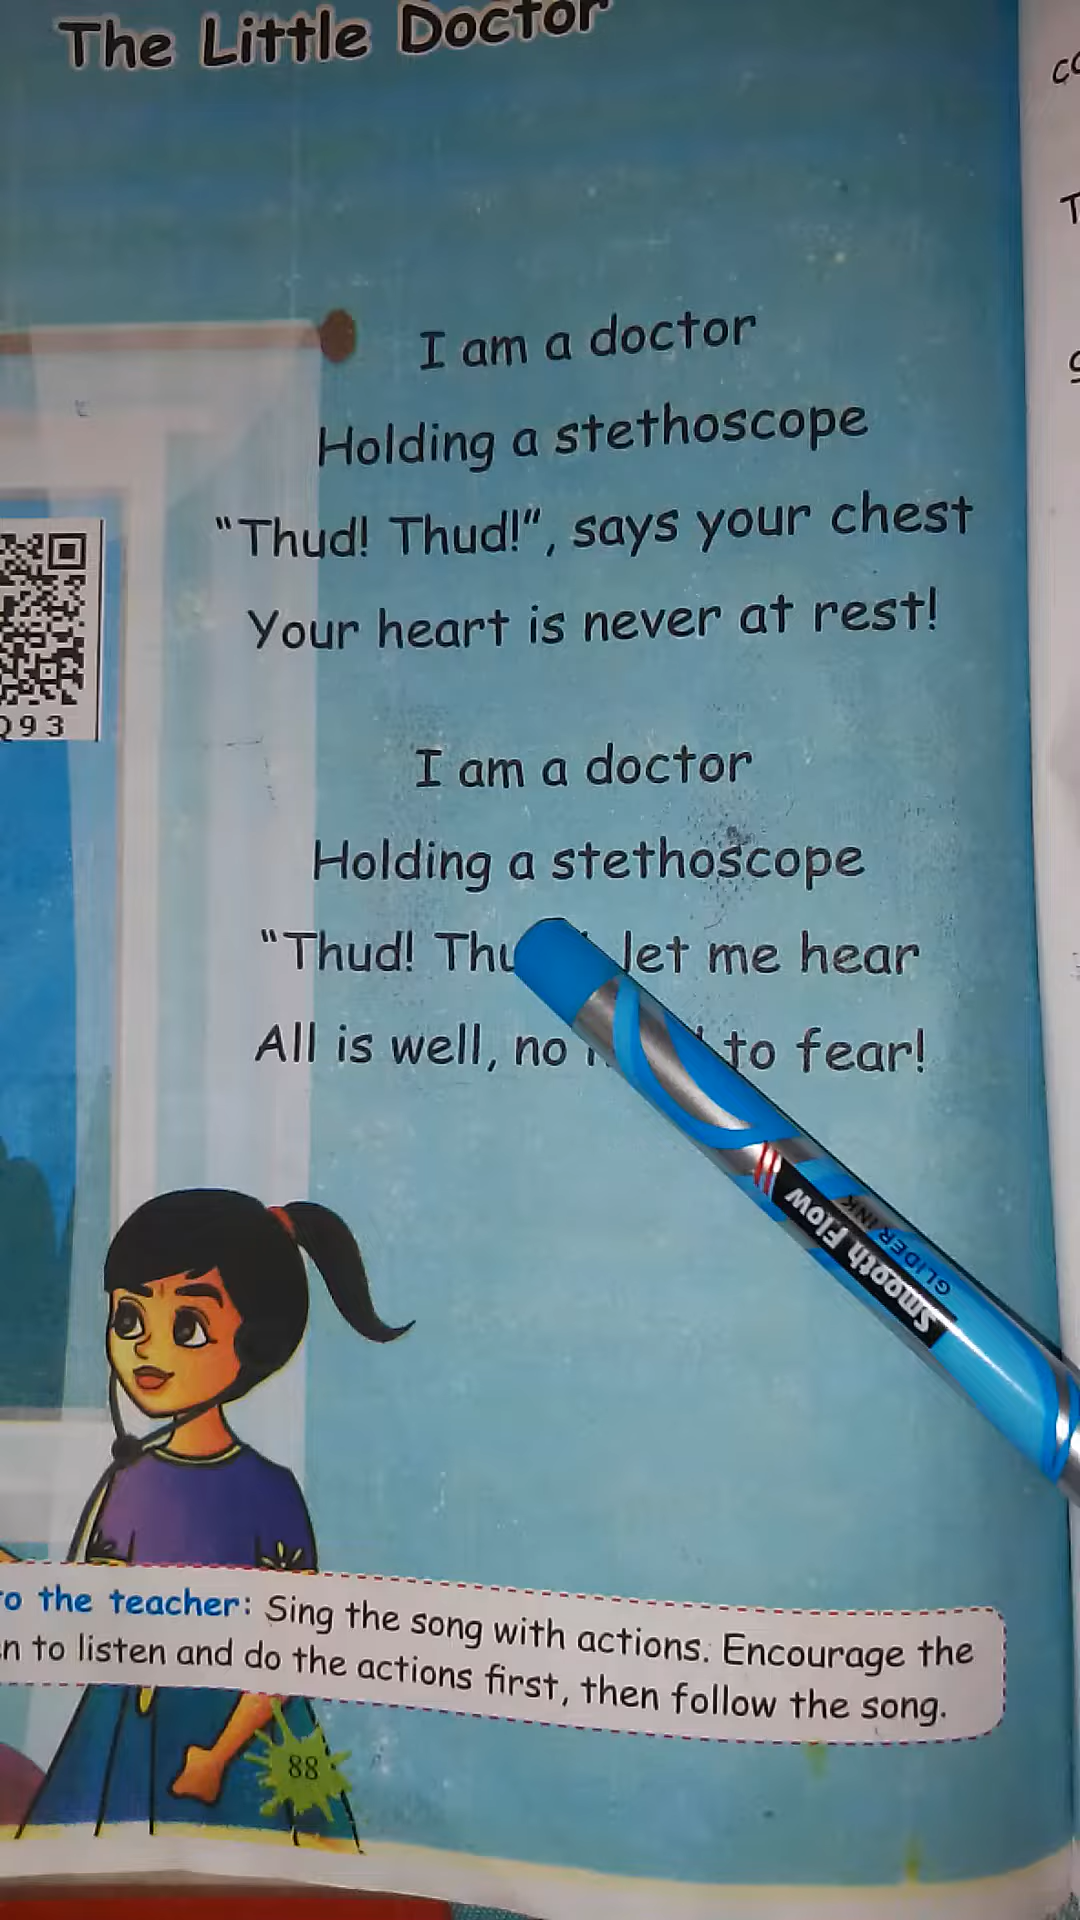 The Little Doctor
I am a doctor
Holding a stethoscope
"Thud! Thud!", says your chest
Your heart is never at rest!
093
I am a doctor
Holding a stethoscope
"Thud! let me hear
All is well, no to fear!
Smooth Flow
GLIDER INK
to the teacher: Sing the song with actions. Encourage the
to listen and do the actions first, then follow the song.
88